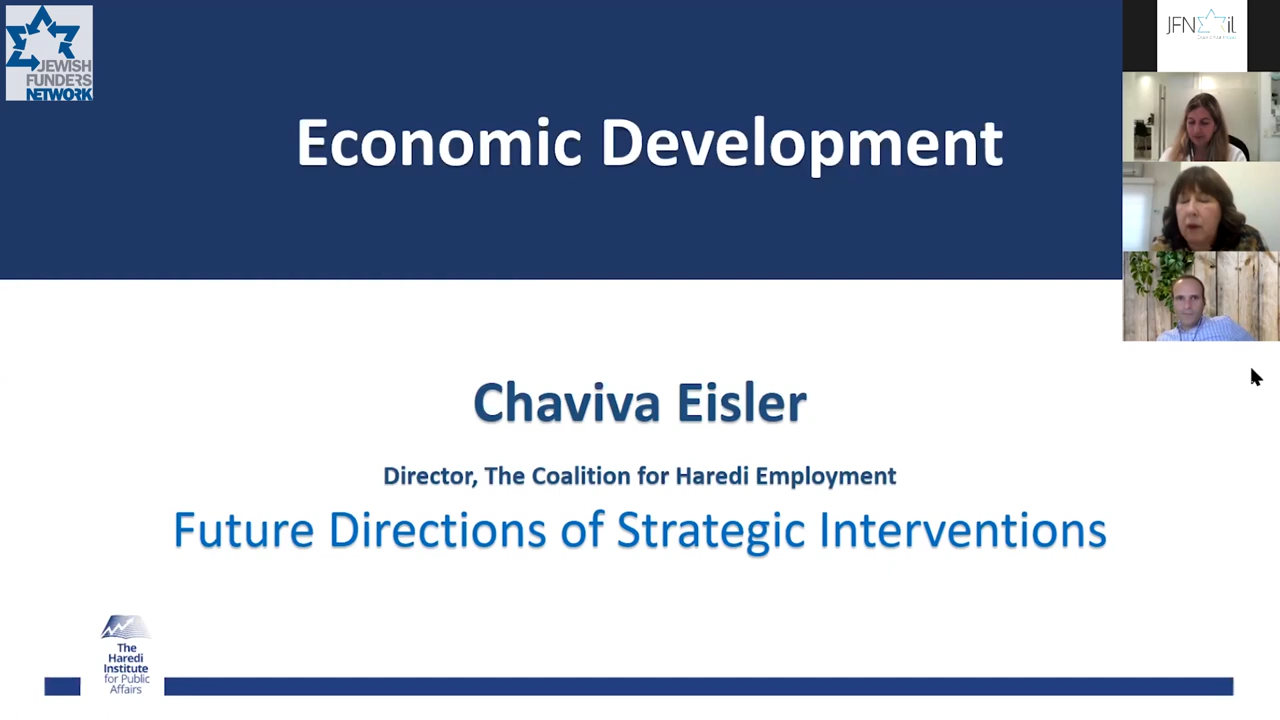 JEWISH
FUNDERS
NETWORK
JFN
il
Economic Development
Chaviva Eisler
Director, The Coalition for Haredi Employment
Future Directions of Strategic Interventions
The
Haredi
Institute
for Public
Affairs